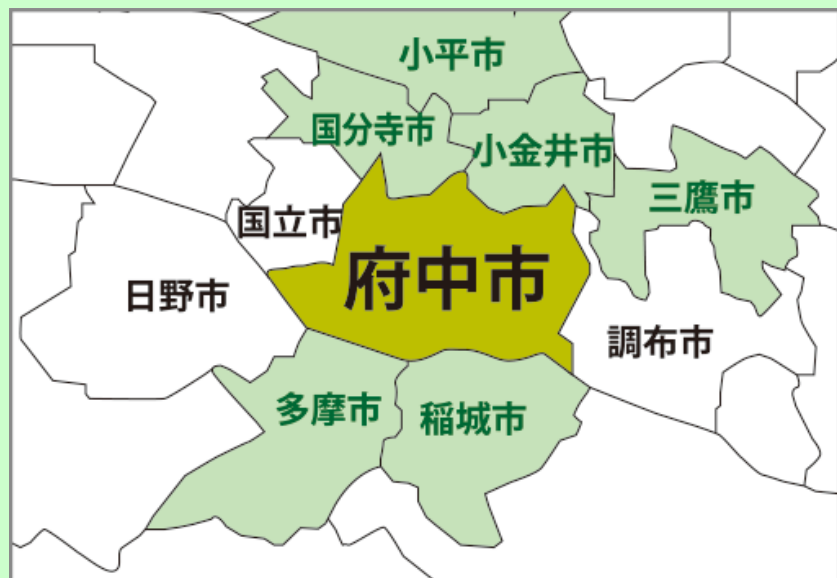 小平市
国分寺市
小金井市
三鷹市
国立市
府中市
日野市
調布市
多摩市
稲城市